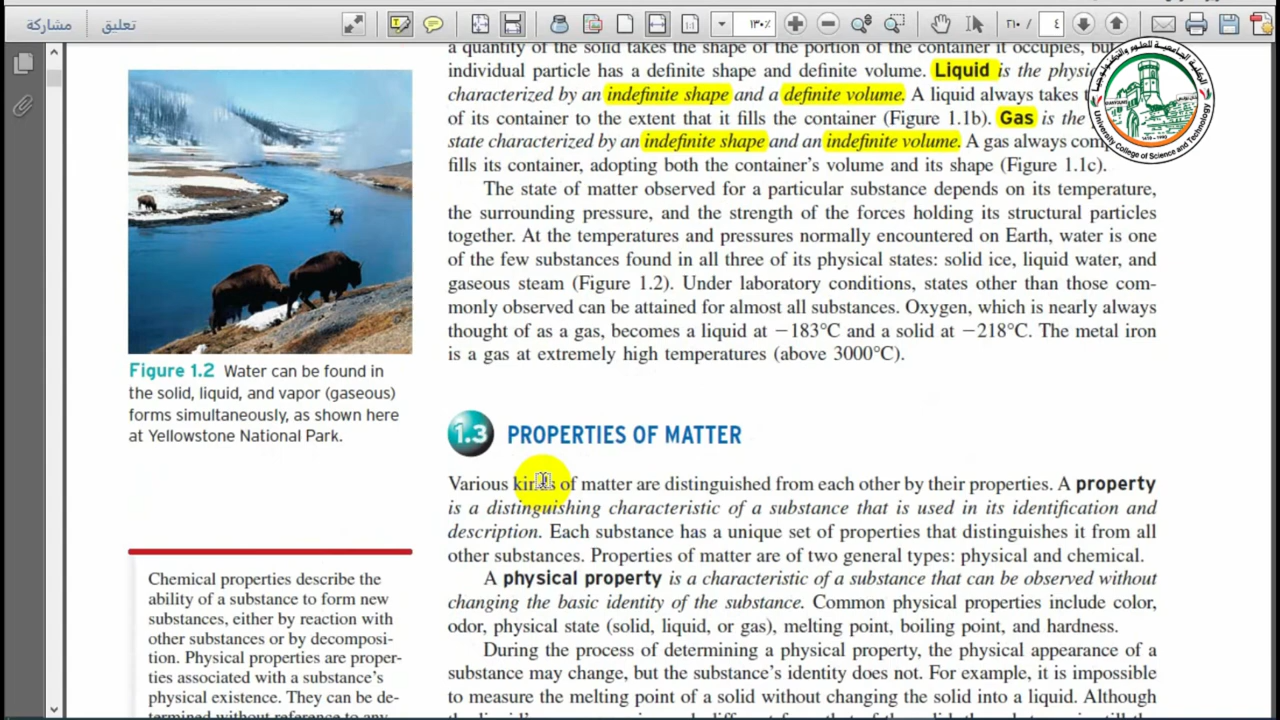 مشاركة
تعليق
١٣٠٪
٤
٢١٠ /
a quantity of the solid takes the shape of the portion of the container it occupies, but
individual particle has a definite shape and definite volume. Liquid is the physi
characterized by an indefinite shape and a definite volume. A liquid always takes
of its container to the extent that it fills the container (Figure 1.1b). Gas is the
state characterized by an indefinite shape and an indefinite volume. A gas always com
fills its container, adopting both the container's volume and its shape (Figure 1.1c).
The state of matter observed for a particular substance depends on its temperature,
the surrounding pressure, and the strength of the forces holding its structural particles
together. At the temperatures and pressures normally encountered on Earth, water is one
of the few substances found in all three of its physical states: solid ice, liquid water, and
gaseous steam (Figure 1.2). Under laboratory conditions, states other than those com-
monly observed can be attained for almost all substances. Oxygen, which is nearly always
thought of as a gas, becomes a liquid at −183°C and a solid at −218°C. The metal iron
is a gas at extremely high temperatures (above 3000°C).
Figure 1.2 Water can be found in
the solid, liquid, and vapor (gaseous)
forms simultaneously, as shown here
at Yellowstone National Park.
1.3 PROPERTIES OF MATTER
Various kinds of matter are distinguished from each other by their properties. A property
is a distinguishing characteristic of a substance that is used in its identification and
description. Each substance has a unique set of properties that distinguishes it from all
other substances. Properties of matter are of two general types: physical and chemical.
A physical property is a characteristic of a substance that can be observed without
changing the basic identity of the substance. Common physical properties include color,
odor, physical state (solid, liquid, or gas), melting point, boiling point, and hardness.
During the process of determining a physical property, the physical appearance of a
substance may change, but the substance's identity does not. For example, it is impossible
to measure the melting point of a solid without changing the solid into a liquid. Although
Chemical properties describe the
ability of a substance to form new
substances, either by reaction with
other substances or by decomposi-
tion. Physical properties are proper-
ties associated with a substance's
physical existence. They can be de-
termined without reference to any
University College of Science and Technology